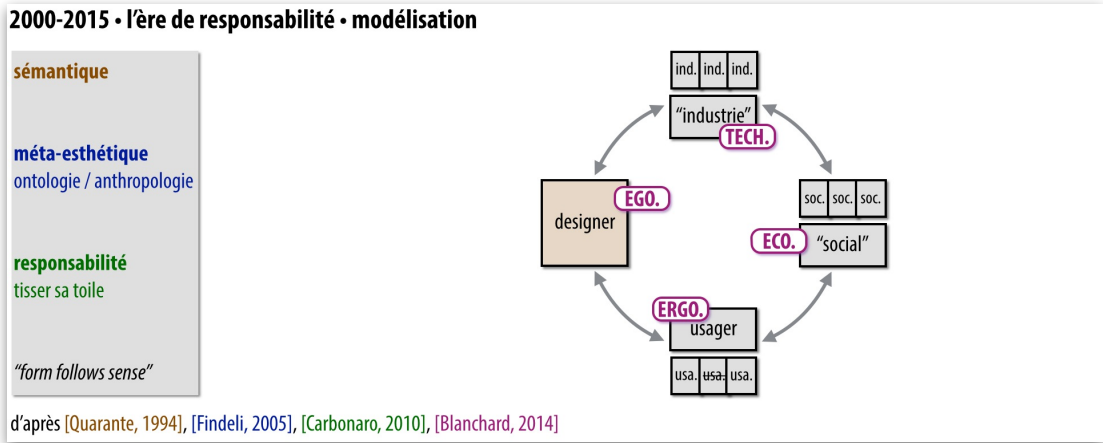 2000-2015 • l'ère de responsabilité • modélisation
sémantique
méta-esthétique
ontologie / anthropologie
responsabilité
tisser sa toile
“form follows sense”
ind. ind. ind.
“industrie”
TECH.
designer
EGO.
soc. soc. soc.
ECO.
“social”
ERGO.
usager
usa. usa. usa.
d'après [Quarante, 1994], [Findeli, 2005], [Carbonaro, 2010], [Blanchard, 2014]